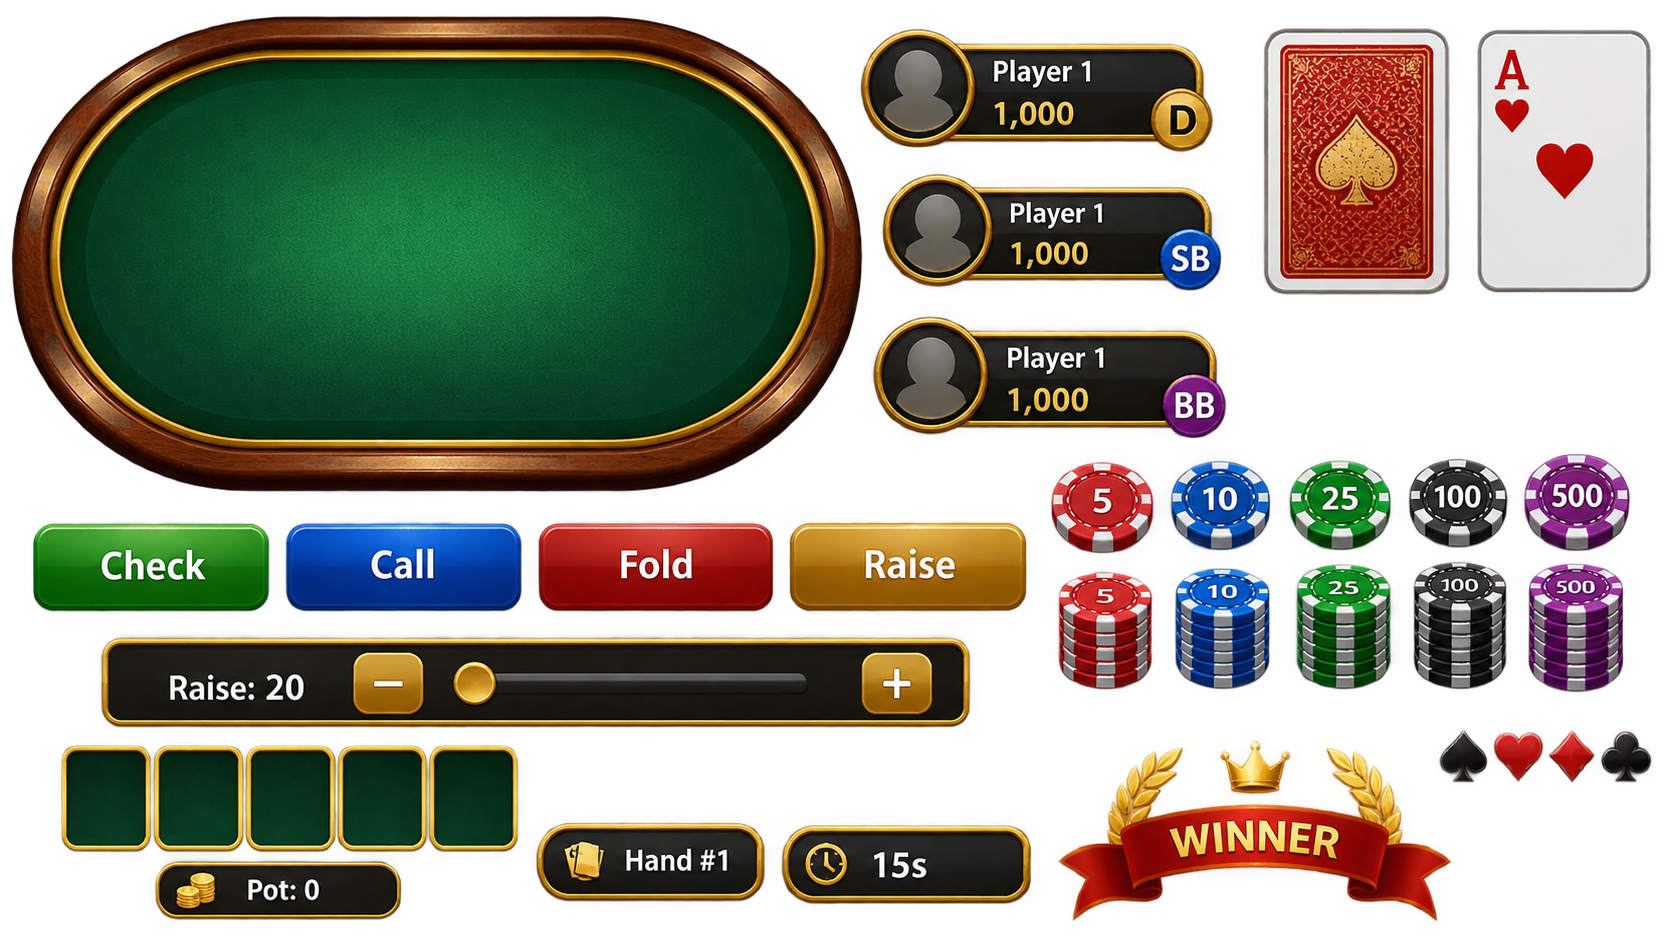 Player 1
1,000
D
A
Player 1
1,000
SB
Player 1
1,000
BB
5
10
25
100
500
Check
Call
Fold
Raise
5
10
25
100
500
Raise: 20
−
+
WINNER
Hand #1
15s
Pot: 0